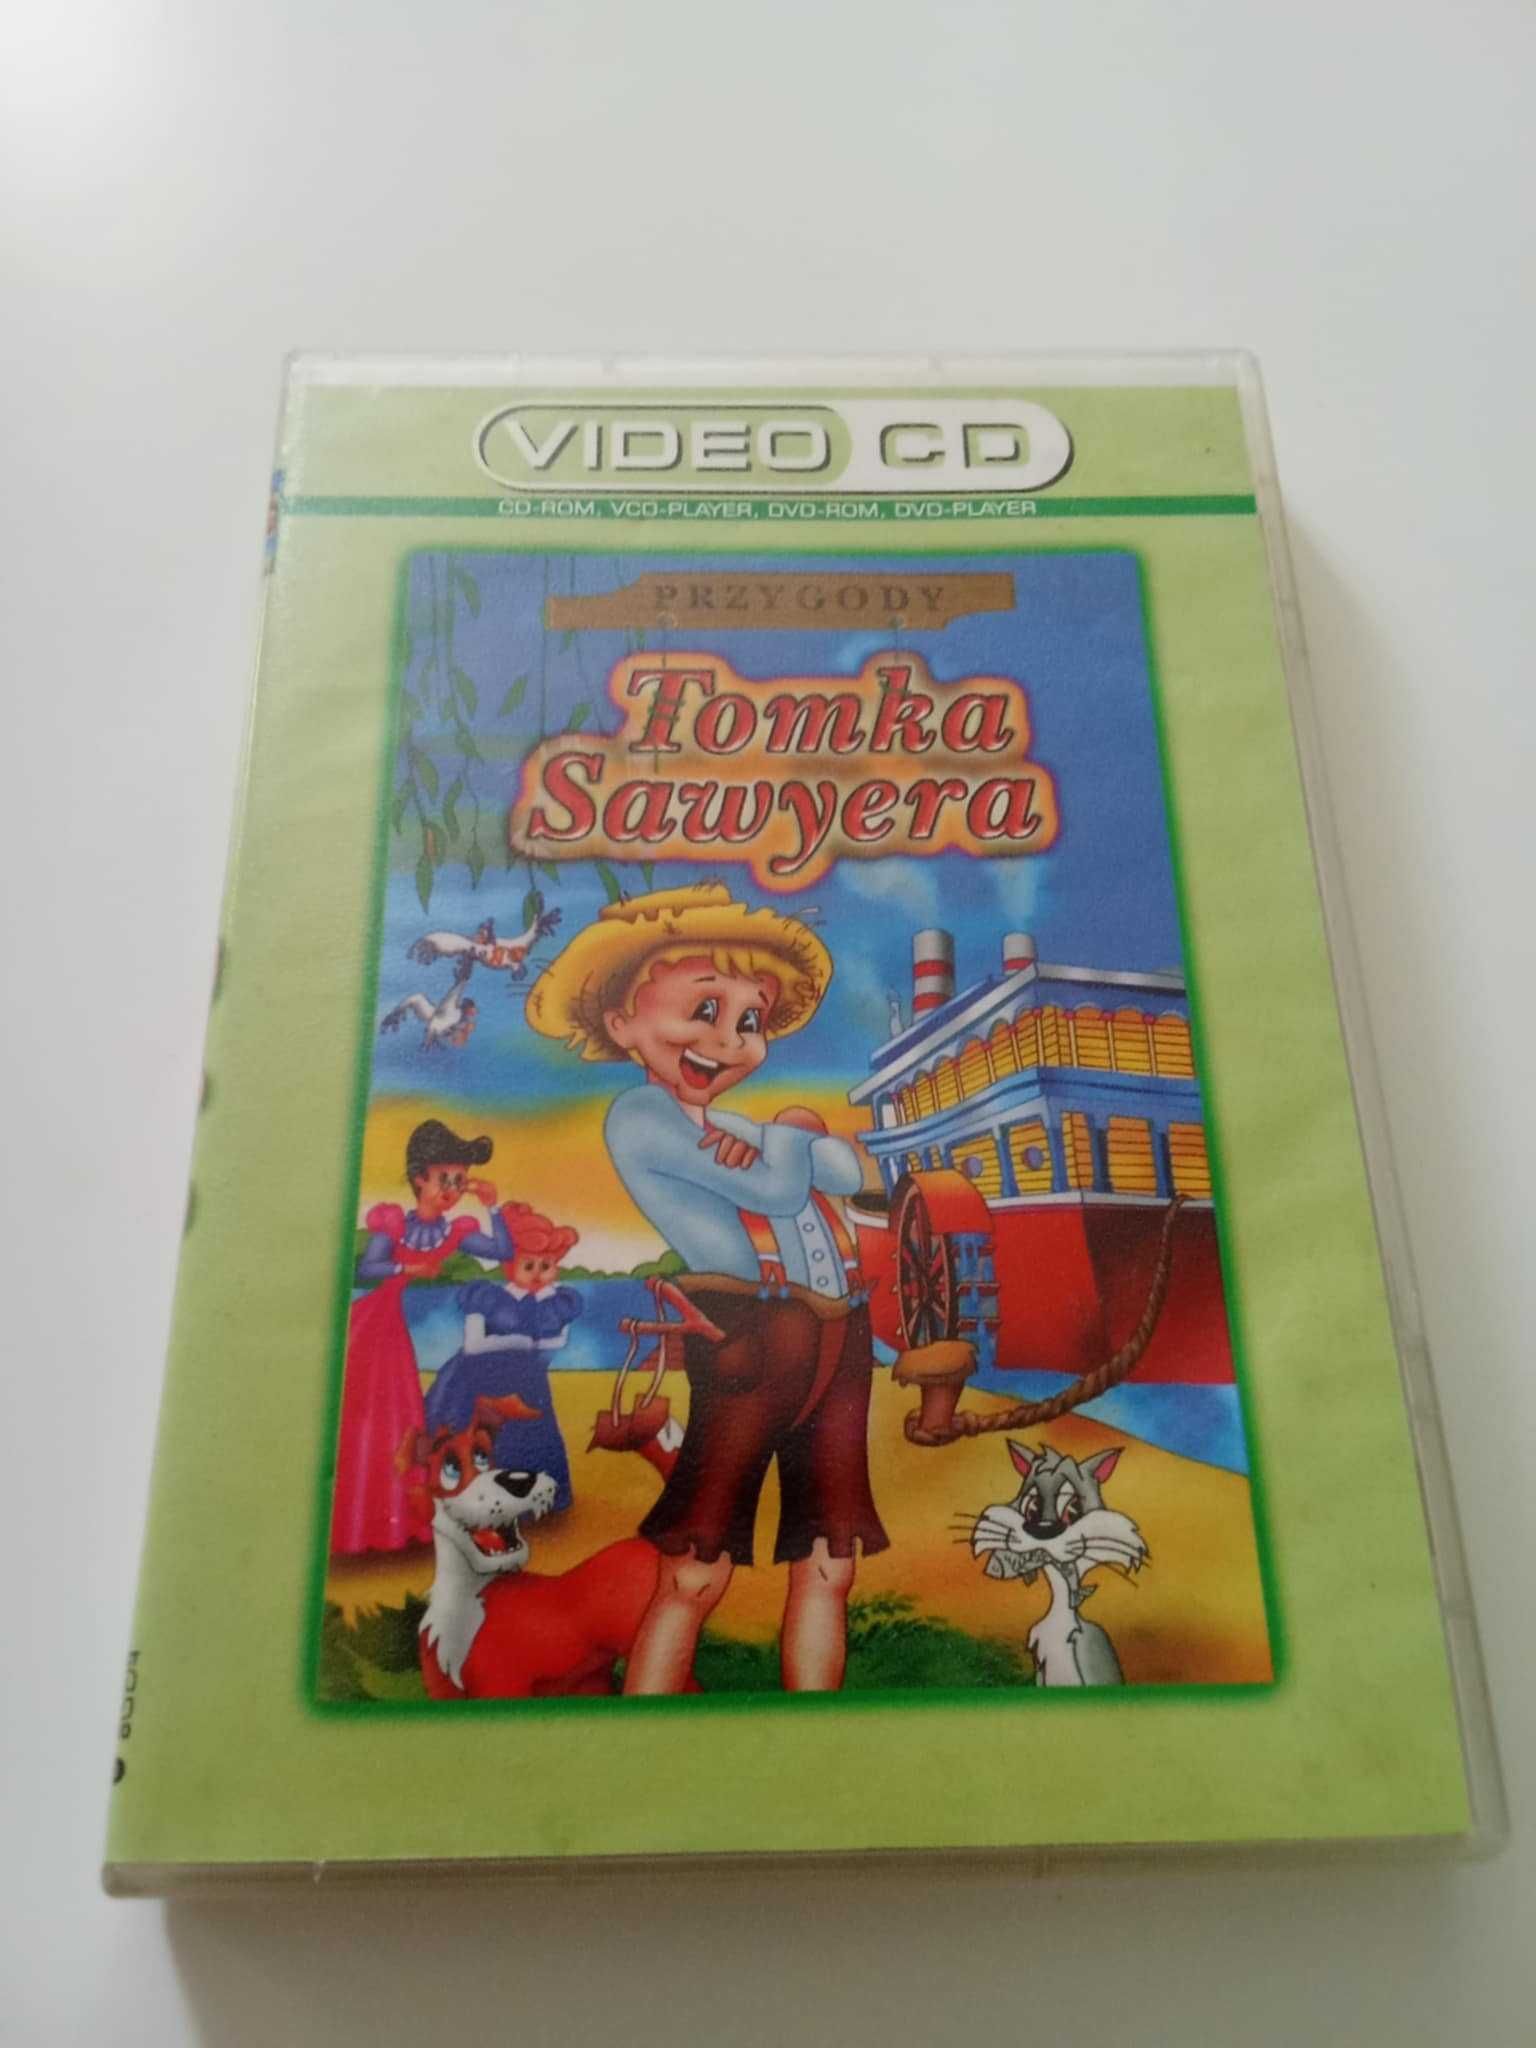 VIDEO CD
CD-ROM, VCD-PLAYER, DVD-ROM, DVD-PLAYER
PRZYGODY
Tomka
Sawyera